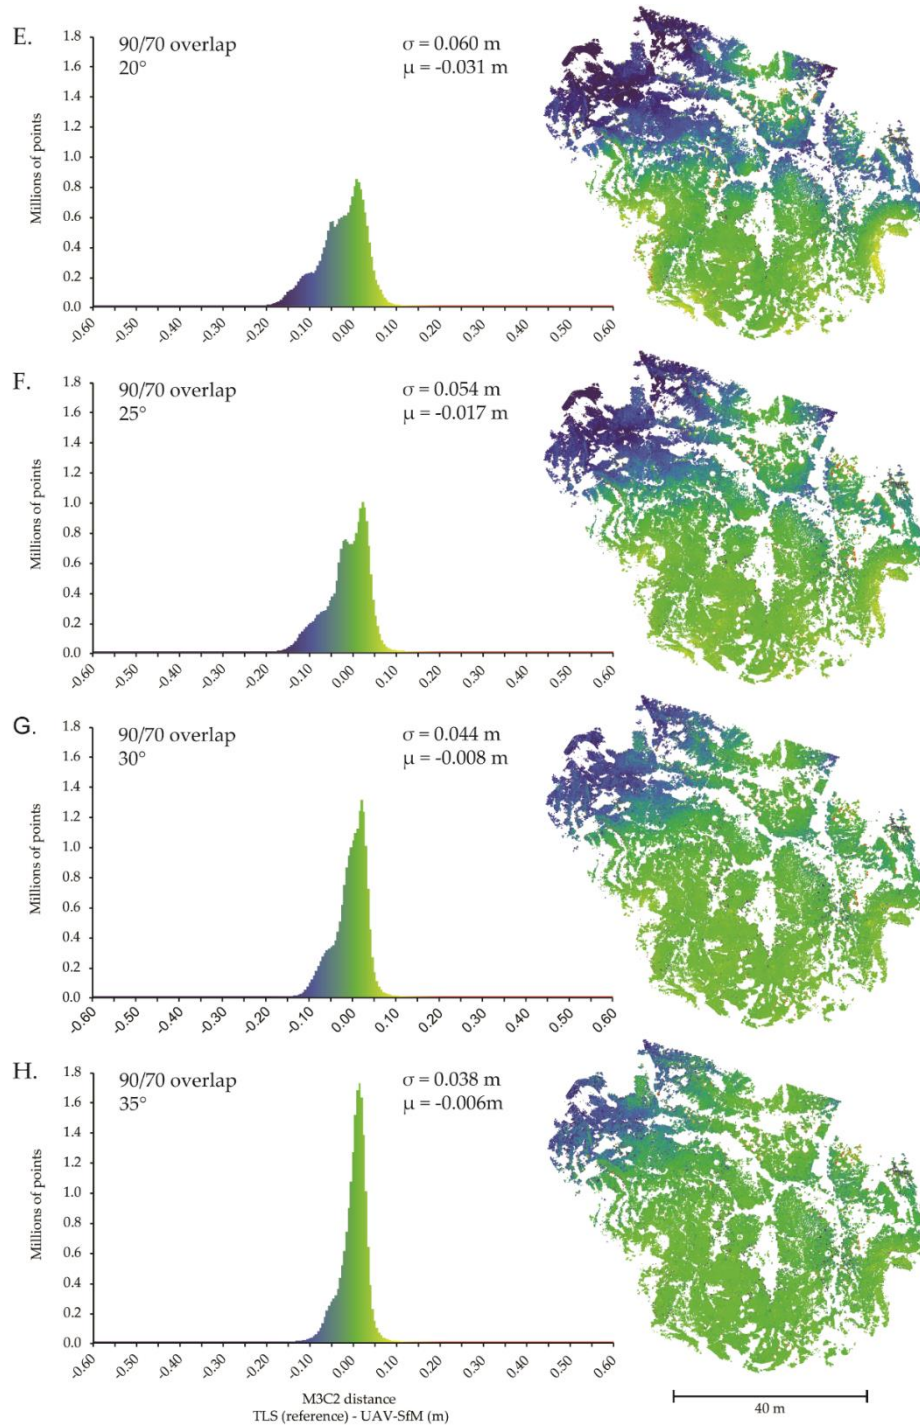 E.
90/70 overlap
20°
σ = 0.060 m
μ = -0.031 m
Millions of points
1.8
1.6
1.4
1.2
1.0
0.8
0.6
0.4
0.2
0.0
-0.60 -0.50 -0.40 -0.30 -0.20 -0.10 0.00 0.10 0.20 0.30 0.40 0.50 0.60
F.
90/70 overlap
25°
σ = 0.054 m
μ = -0.017 m
Millions of points
1.8
1.6
1.4
1.2
1.0
0.8
0.6
0.4
0.2
0.0
-0.60 -0.50 -0.40 -0.30 -0.20 -0.10 0.00 0.10 0.20 0.30 0.40 0.50 0.60
G.
90/70 overlap
30°
σ = 0.044 m
μ = -0.008 m
Millions of points
1.8
1.6
1.4
1.2
1.0
0.8
0.6
0.4
0.2
0.0
-0.60 -0.50 -0.40 -0.30 -0.20 -0.10 0.00 0.10 0.20 0.30 0.40 0.50 0.60
H.
90/70 overlap
35°
σ = 0.038 m
μ = -0.006m
Millions of points
1.8
1.6
1.4
1.2
1.0
0.8
0.6
0.4
0.2
0.0
-0.60 -0.50 -0.40 -0.30 -0.20 -0.10 0.00 0.10 0.20 0.30 0.40 0.50 0.60
M3C2 distance
TLS (reference) - UAV-SfM (m)
40 m